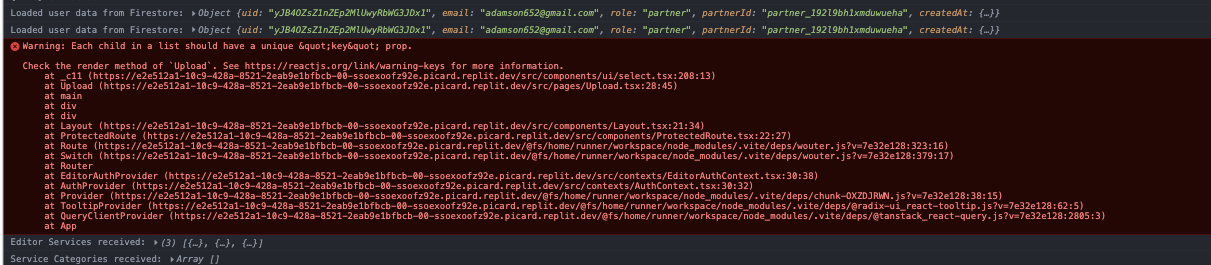 Loaded user data from Firestore: ▸ Object {uid: "yJB4OZsZ1nZEp2MlUwyRbWG3JDx1", email: "adamson652@gmail.com", role: "partner", partnerId: "partner_192l9bh1xmduwueha", createdAt: {…}}
Loaded user data from Firestore: ▸ Object {uid: "yJB4OZsZ1nZEp2MlUwyRbWG3JDx1", email: "adamson652@gmail.com", role: "partner", partnerId: "partner_192l9bh1xmduwueha", createdAt: {…}}
Warning: Each child in a list should have a unique &quot;key&quot; prop.
Check the render method of `Upload`. See https://reactjs.org/link/warning-keys for more information.
at _c11 (https://e2e512a1-10c9-428a-8521-2eab9e1bfbcb-00-ssoexoofz92e.picard.replit.dev/src/components/ui/select.tsx:208:13)
at Upload (https://e2e512a1-10c9-428a-8521-2eab9e1bfbcb-00-ssoexoofz92e.picard.replit.dev/src/pages/Upload.tsx:28:45)
at main
at div
at div
at Layout (https://e2e512a1-10c9-428a-8521-2eab9e1bfbcb-00-ssoexoofz92e.picard.replit.dev/src/components/Layout.tsx:21:34)
at ProtectedRoute (https://e2e512a1-10c9-428a-8521-2eab9e1bfbcb-00-ssoexoofz92e.picard.replit.dev/src/components/ProtectedRoute.tsx:22:27)
at Route (https://e2e512a1-10c9-428a-8521-2eab9e1bfbcb-00-ssoexoofz92e.picard.replit.dev/@fs/home/runner/workspace/node_modules/.vite/deps/wouter.js?v=7e32e128:323:16)
at Switch (https://e2e512a1-10c9-428a-8521-2eab9e1bfbcb-00-ssoexoofz92e.picard.replit.dev/@fs/home/runner/workspace/node_modules/.vite/deps/wouter.js?v=7e32e128:379:17)
at Router
at EditorAuthProvider (https://e2e512a1-10c9-428a-8521-2eab9e1bfbcb-00-ssoexoofz92e.picard.replit.dev/src/contexts/EditorAuthContext.tsx:30:38)
at AuthProvider (https://e2e512a1-10c9-428a-8521-2eab9e1bfbcb-00-ssoexoofz92e.picard.replit.dev/src/contexts/AuthContext.tsx:30:32)
at Provider (https://e2e512a1-10c9-428a-8521-2eab9e1bfbcb-00-ssoexoofz92e.picard.replit.dev/@fs/home/runner/workspace/node_modules/.vite/deps/chunk-OXZDJRWN.js?v=7e32e128:38:15)
at TooltipProvider (https://e2e512a1-10c9-428a-8521-2eab9e1bfbcb-00-ssoexoofz92e.picard.replit.dev/@fs/home/runner/workspace/node_modules/.vite/deps/@radix-ui_react-tooltip.js?v=7e32e128:62:5)
at QueryClientProvider (https://e2e512a1-10c9-428a-8521-2eab9e1bfbcb-00-ssoexoofz92e.picard.replit.dev/@fs/home/runner/workspace/node_modules/.vite/deps/@tanstack_react-query.js?v=7e32e128:2805:3)
at App
Editor Services received: ▸ (3) [{…}, {…}, {…}]
Service Categories received: ▸ Array []